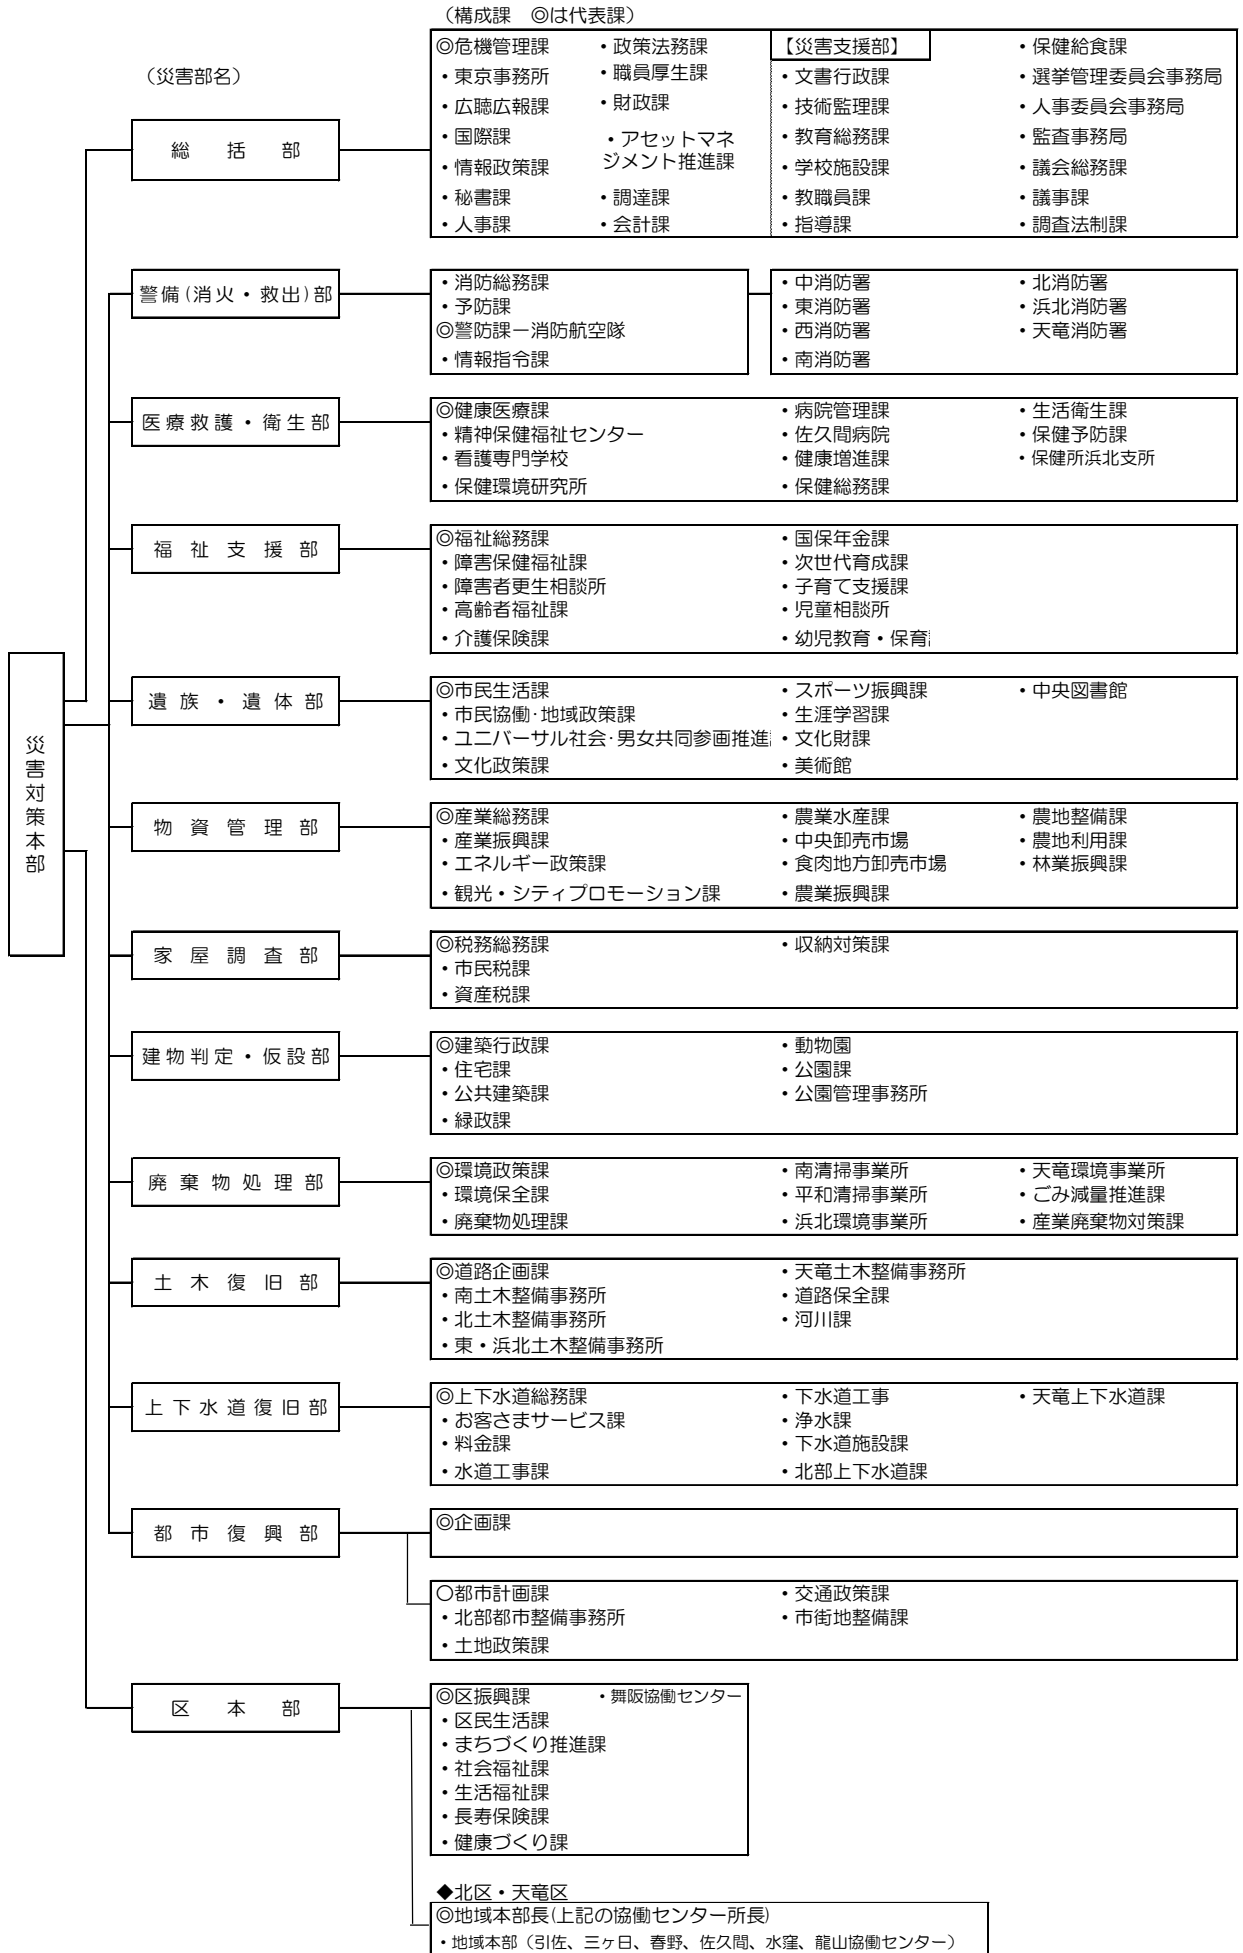 （構成課　◎は代表課）
（災害部名）
災害対策本部
総括部
◎危機管理課
・東京事務所
・広聴広報課
・国際課
・情報政策課
・秘書課
・人事課
・政策法務課
・職員厚生課
・財政課
・アセットマネ
ジメント推進課
・調達課
・会計課
【災害支援部】
・文書行政課
・技術監理課
・教育総務課
・学校施設課
・教職員課
・指導課
・保健給食課
・選挙管理委員会事務局
・人事委員会事務局
・監査事務局
・議会総務課
・議事課
・調査法制課
警備(消火・救出)部
・消防総務課
・予防課
◎警防課ー消防航空隊
・情報指令課
・中消防署
・東消防署
・西消防署
・南消防署
・北消防署
・浜北消防署
・天竜消防署
医療救護・衛生部
◎健康医療課
・精神保健福祉センター
・看護専門学校
・保健環境研究所
・病院管理課
・佐久間病院
・健康増進課
・保健総務課
・生活衛生課
・保健予防課
・保健所浜北支所
福祉支援部
◎福祉総務課
・障害保健福祉課
・障害者更生相談所
・高齢者福祉課
・介護保険課
・国保年金課
・次世代育成課
・子育て支援課
・児童相談所
・幼児教育・保育
遺族・遺体部
◎市民生活課
・市民協働･地域政策課
・ユニバーサル社会･男女共同参画推進
・文化政策課
・スポーツ振興課
・生涯学習課
・文化財課
・美術館
・中央図書館
物資管理部
◎産業総務課
・産業振興課
・エネルギー政策課
・観光・シティプロモーション課
・農業水産課
・中央卸売市場
・食肉地方卸売市場
・農業振興課
・農地整備課
・農地利用課
・林業振興課
家屋調査部
◎税務総務課
・市民税課
・資産税課
・収納対策課
建物判定・仮設部
◎建築行政課
・住宅課
・公共建築課
・緑政課
・動物園
・公園課
・公園管理事務所
廃棄物処理部
◎環境政策課
・環境保全課
・廃棄物処理課
・南清掃事業所
・平和清掃事業所
・浜北環境事業所
・天竜環境事業所
・ごみ減量推進課
・産業廃棄物対策課
土木復旧部
◎道路企画課
・南土木整備事務所
・北土木整備事務所
・東・浜北土木整備事務所
・天竜土木整備事務所
・道路保全課
・河川課
上下水道復旧部
◎上下水道総務課
・お客さまサービス課
・料金課
・水道工事課
・下水道工事
・浄水課
・下水道施設課
・北部上下水道課
・天竜上下水道課
都市復興部
◎企画課
○都市計画課
・北部都市整備事務所
・土地政策課
・交通政策課
・市街地整備課
区本部
◎区振興課
・区民生活課
・まちづくり推進課
・社会福祉課
・生活福祉課
・長寿保険課
・健康づくり課
・舞阪協働センター
◆北区・天竜区
◎地域本部長(上記の協働センター所長)
・地域本部（引佐、三ヶ日、春野、佐久間、水窪、龍山協働センター）